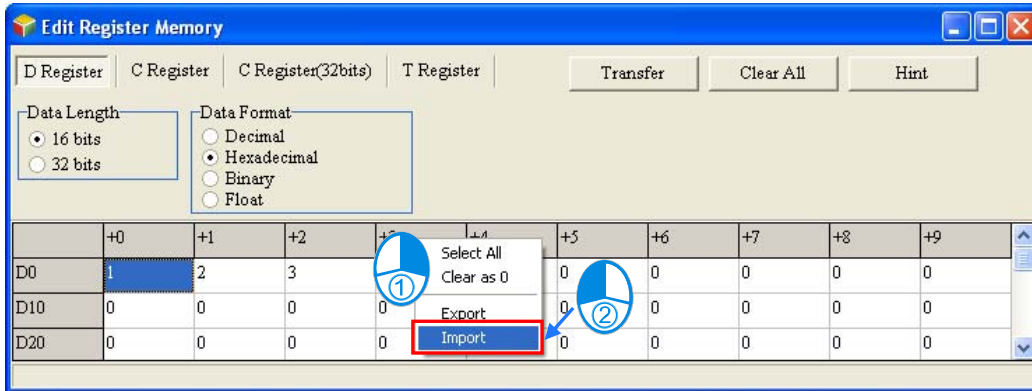 Edit Register Memory
D Register C Register C Register(32bits) T Register Transfer Clear All Hint
Data Length Data Format
16 bits Decimal
32 bits Hexadecimal
Binary
Float
+0 +1 +2 +5 +6 +7 +8 +9
D0 1 2 3 0 0 0 0 0
D10 0 0 0 0 0 0 0 0 0
D20 0 0 0 0 0 0 0 0 0
Select All
Clear as 0
Export
Import
①
②